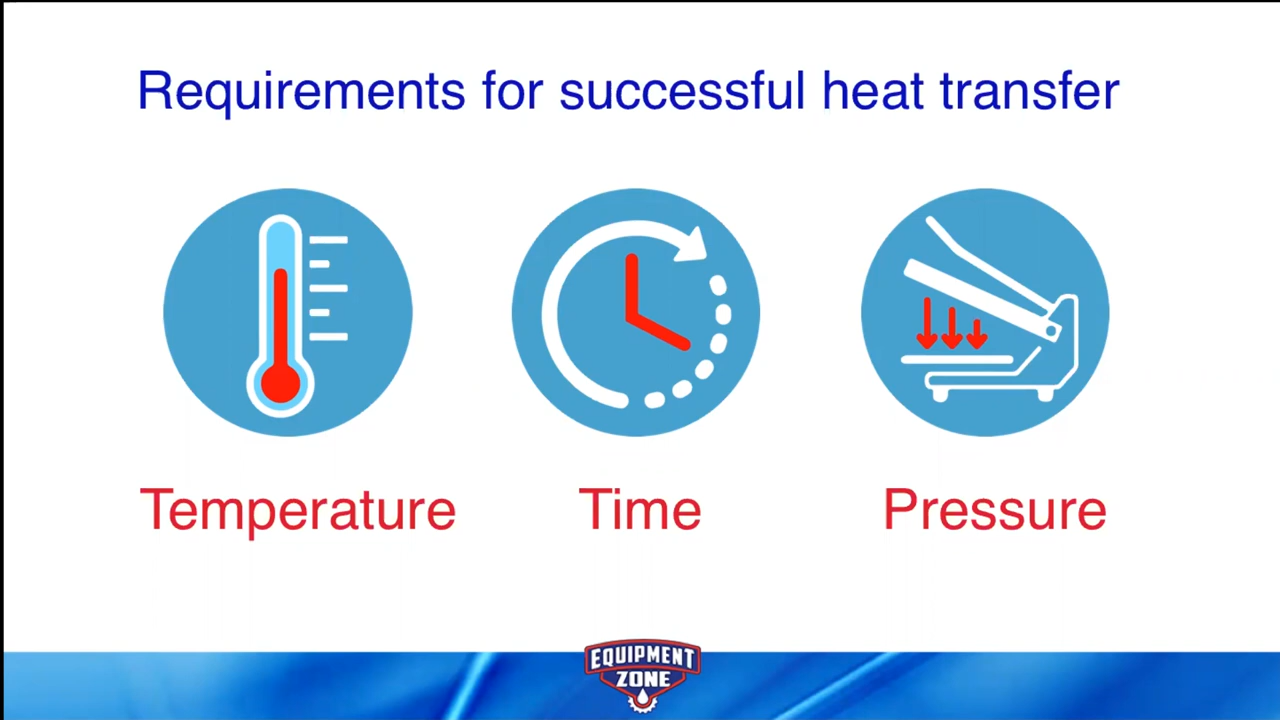 Requirements for successful heat transfer
Temperature
Time
Pressure
EQUIPMENT
ZONE